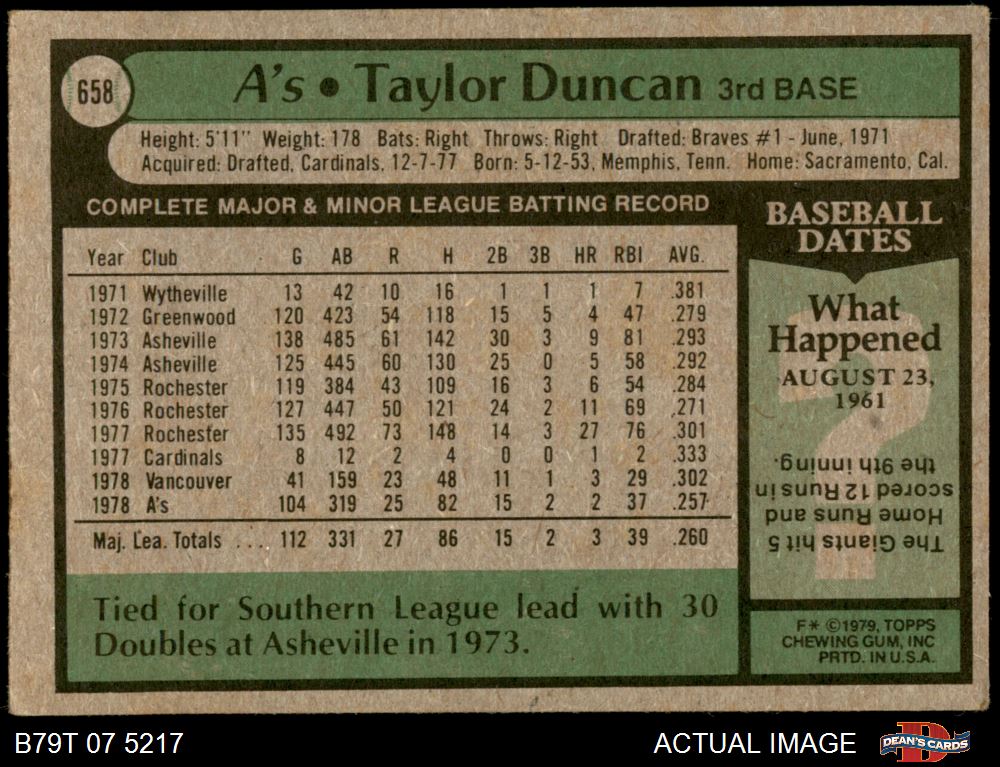 658
A's • Taylor Duncan 3rd BASE
Height: 5'11" Weight: 178 Bats: Right Throws: Right Drafted: Braves #1 - June, 1971
Acquired: Drafted, Cardinals, 12-7-77 Born: 5-12-53, Memphis, Tenn. Home: Sacramento, Cal.
COMPLETE MAJOR & MINOR LEAGUE BATTING RECORD
Year Club G AB R H 2B 3B HR RBI AVG.
1971 Wytheville 13 42 10 16 1 1 1 7 .381
1972 Greenwood 120 423 54 118 15 5 4 47 .279
1973 Asheville 138 485 61 142 30 3 9 81 .293
1974 Asheville 125 445 60 130 25 0 5 58 .292
1975 Rochester 119 384 43 109 16 3 6 54 .284
1976 Rochester 127 447 50 121 24 2 11 69 .271
1977 Rochester 135 492 73 148 14 3 27 76 .301
1977 Cardinals 8 12 2 4 0 0 1 2 .333
1978 Vancouver 41 159 23 48 11 1 3 29 .302
1978 A's 104 319 25 82 15 2 2 37 .257
Maj. Lea. Totals .... 112 331 27 86 15 2 3 39 .260
Tied for Southern League lead with 30
Doubles at Asheville in 1973.
BASEBALL
DATES
What
Happened
AUGUST 23,
1961
The Giants hit 5
Home Runs and
scored 12 Runs in
the 9th inning.
F* ©1979, TOPPS
CHEWING GUM, INC
PRTD. IN U.S.A.
B79T 07 5217
ACTUAL IMAGE
D
DEAN'S CARDS